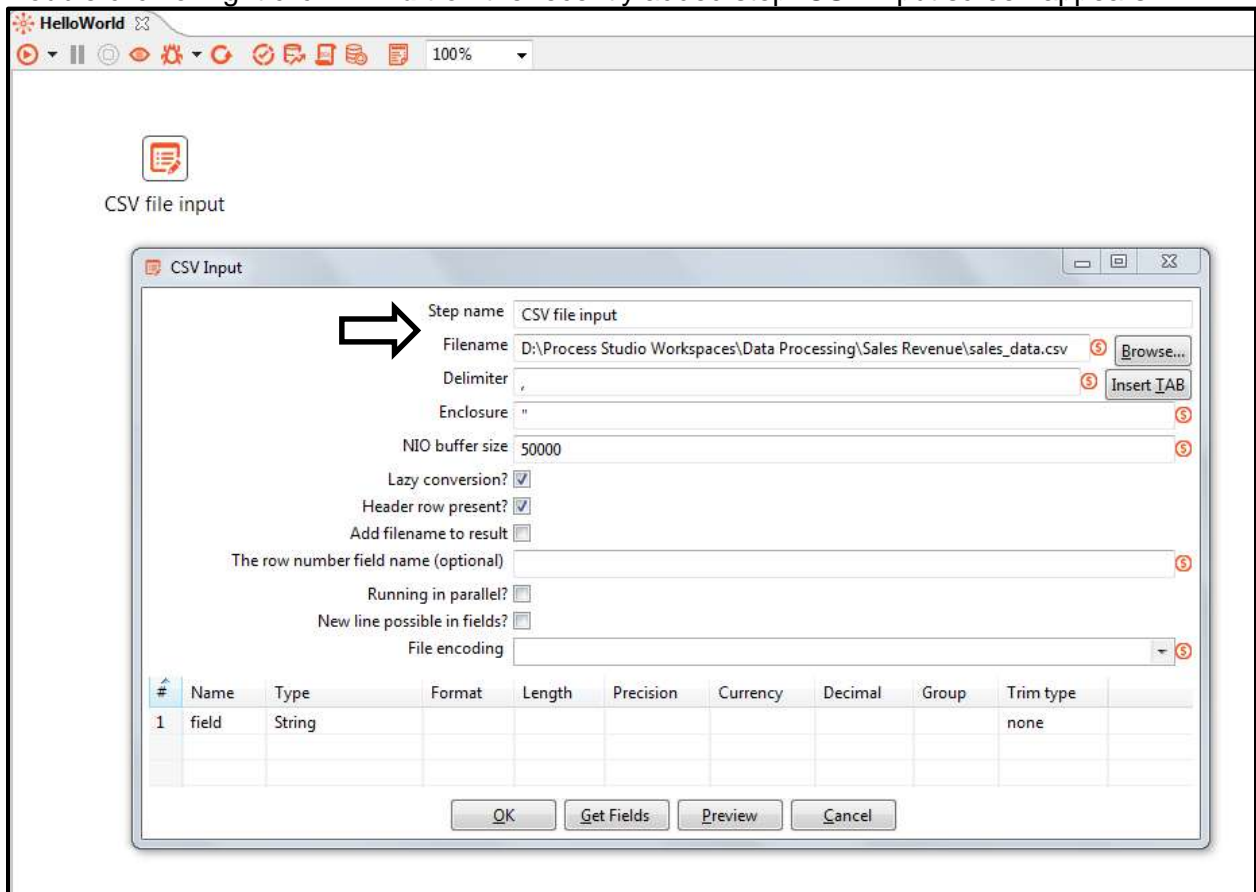 HelloWorld
100%
CSV file input
CSV Input
Step name CSV file input
Filename D:\Process Studio Workspaces\Data Processing\Sales Revenue\sales_data.csv Browse...
Delimiter , Insert TAB
Enclosure "
NIO buffer size 50000
Lazy conversion?
Header row present?
Add filename to result
The row number field name (optional)
Running in parallel?
New line possible in fields?
File encoding
# Name Type Format Length Precision Currency Decimal Group Trim type
1 field String none
OK Get Fields Preview Cancel